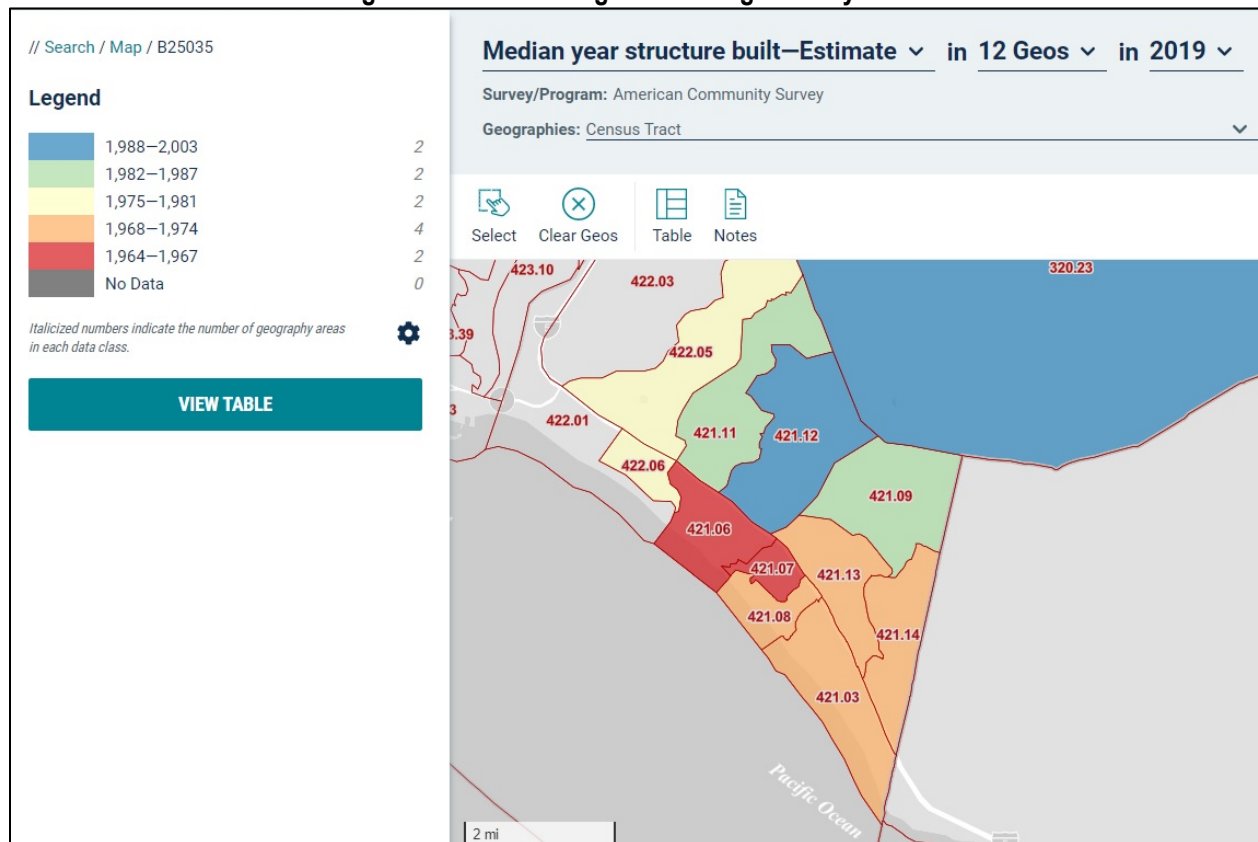 // Search / Map / B25035
Legend
1,988—2,003 2
1,982—1,987 2
1,975—1,981 2
1,968—1,974 4
1,964—1,967 2
No Data 0
Italicized numbers indicate the number of geography areas
in each data class.
VIEW TABLE
Median year structure built—Estimate in 12 Geos in 2019
Survey/Program: American Community Survey
Geographies: Census Tract
Select Clear Geos Table Notes
423.10
422.03
320.23
422.05
422.01
421.11
421.12
422.06
421.09
421.06
421.07
421.13
421.08
421.14
421.03
Pacific Ocean
2 mi